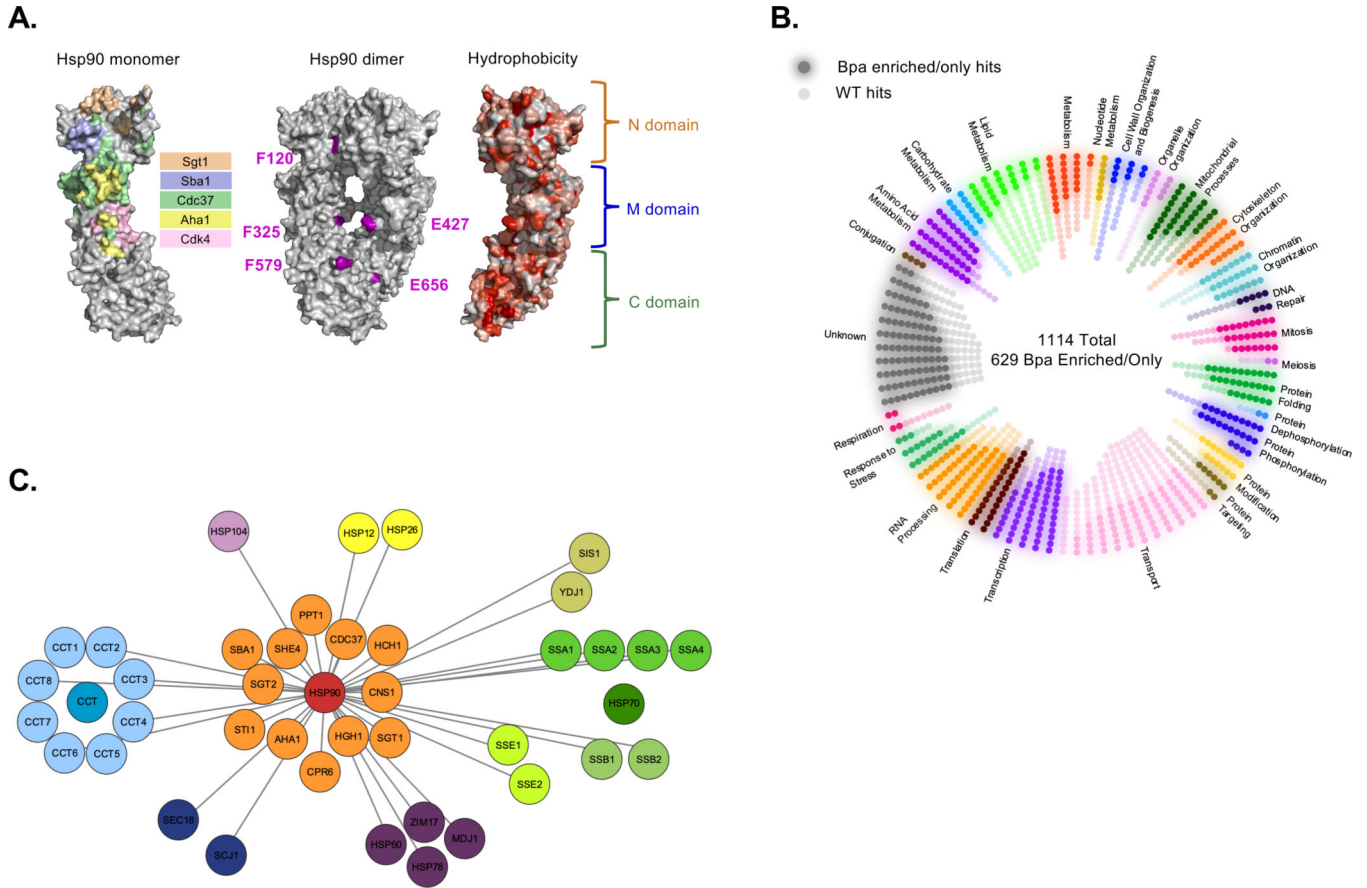 A.
Hsp90 monomer
Hsp90 dimer
Hydrophobicity
Sgt1
Sba1
Cdc37
Aha1
Cdk4
F120
F325
F579
E427
E656
N domain
M domain
C domain
B.
Bpa enriched/only hits
WT hits
1114 Total
629 Bpa Enriched/Only
Metabolism
Nucleotide
Metabolism
Cell Wall Organization
and Biogenesis
Organelle
Organization
Mitochondrial
Processes
Cytoskeleton
Organization
Chromatin
Organization
DNA
Repair
Mitosis
Meiosis
Protein
Folding
Protein
Dephosphorylation
Protein
Phosphorylation
Protein
Modification
Protein
Targeting
Transport
Transcription
Translation
RNA
Processing
Response to
Stress
Respiration
Unknown
Conjugation
Amino Acid
Metabolism
Carbohydrate
Metabolism
Lipid
Metabolism
C.
HSP104
HSP12
HSP26
SIS1
YDJ1
PPT1
CDC37
HCH1
SHE4
SBA1
SGT2
HSP90
CNS1
STI1
AHA1
CPR6
HGH1
SGT1
CCT1
CCT2
CCT3
CCT4
CCT5
CCT6
CCT7
CCT8
CCT
SSA1
SSA2
SSA3
SSA4
HSP70
SSB1
SSB2
SSE1
SSE2
SEC18
SCJ1
HSP60
ZIM17
HSP78
MDJ1